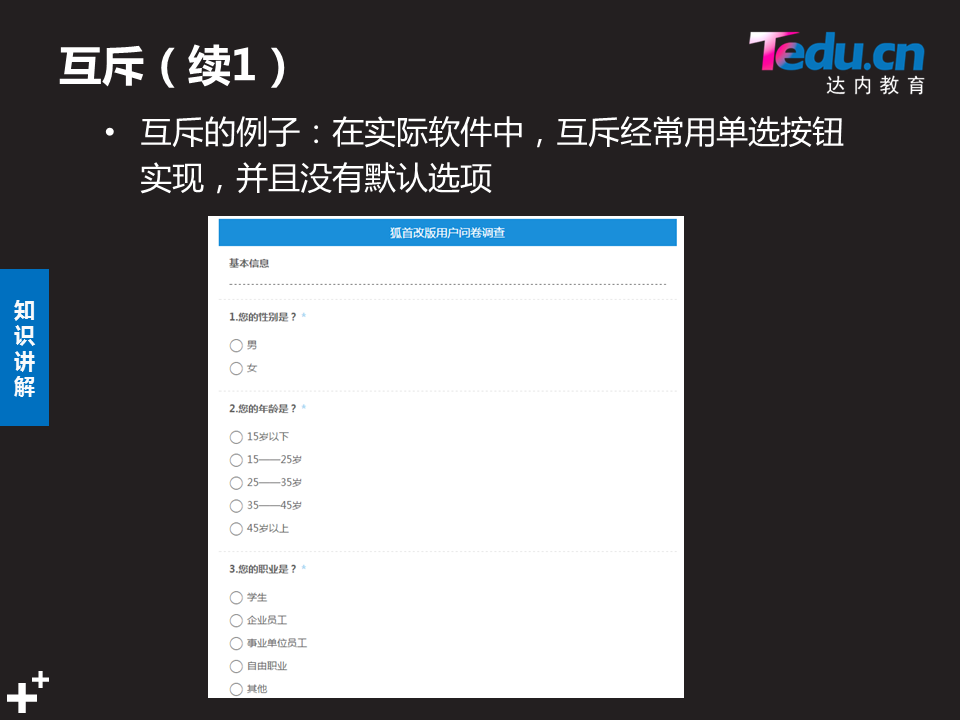 互斥（续1）
Tedu.cn
达内教育
• 互斥的例子：在实际软件中，互斥经常用单选按钮
实现，并且没有默认选项
知识讲解
狐首改版用户问卷调查
基本信息
1.您的性别是？ *
男
女
2.您的年龄是？ *
15岁以下
15——25岁
25——35岁
35——45岁
45岁以上
3.您的职业是？ *
学生
企业员工
事业单位员工
自由职业
其他